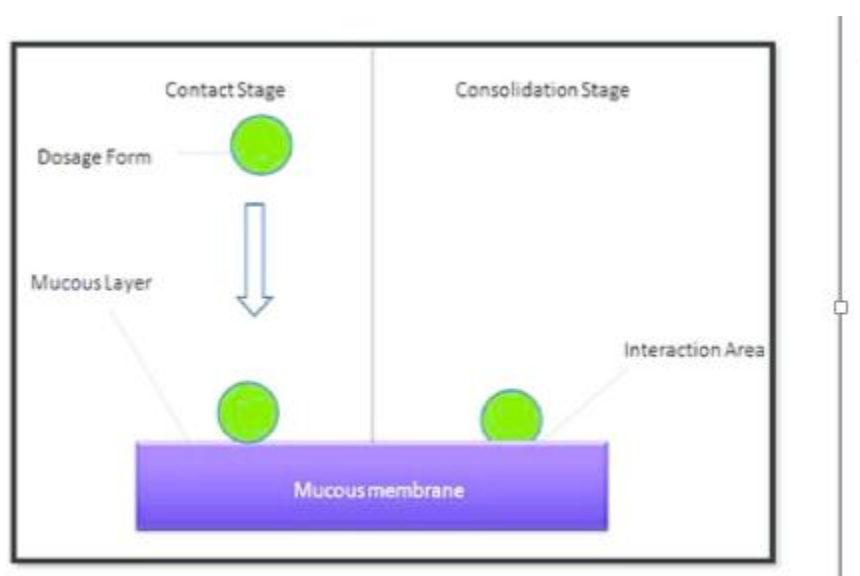 Contact Stage
Consolidation Stage
Dosage Form
Mucous Layer
Interaction Area
Mucous membrane